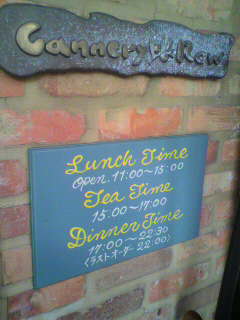 Cannery Row
Lunch Time
Open. 11:00〜15:00
Tea Time
15.00〜17:00
Dinner Time
17:00〜22:30
〈ラストオーダー 22:00〉